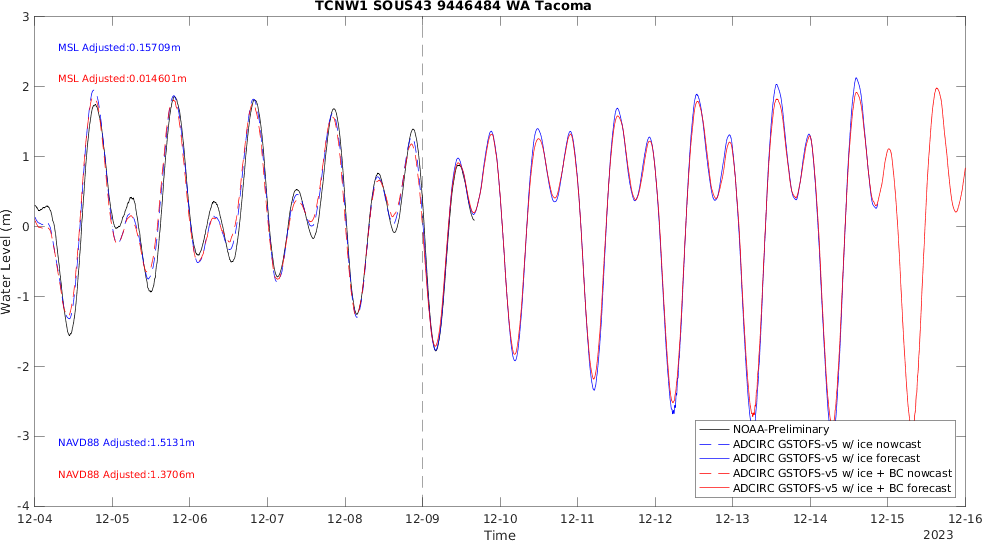 TCNW1 SOUS43 9446484 WA Tacoma
3
2
1
0
-1
-2
-3
-4
Water Level (m)
MSL Adjusted:0.15709m
MSL Adjusted:0.014601m
NAVD88 Adjusted:1.5131m
NAVD88 Adjusted:1.3706m
NOAA-Preliminary
ADCIRC GSTOFS-v5 w/ ice nowcast
ADCIRC GSTOFS-v5 w/ ice forecast
ADCIRC GSTOFS-v5 w/ ice + BC nowcast
ADCIRC GSTOFS-v5 w/ ice + BC forecast
12-04 12-05 12-06 12-07 12-08 12-09 12-10 12-11 12-12 12-13 12-14 12-15 12-16
Time
2023